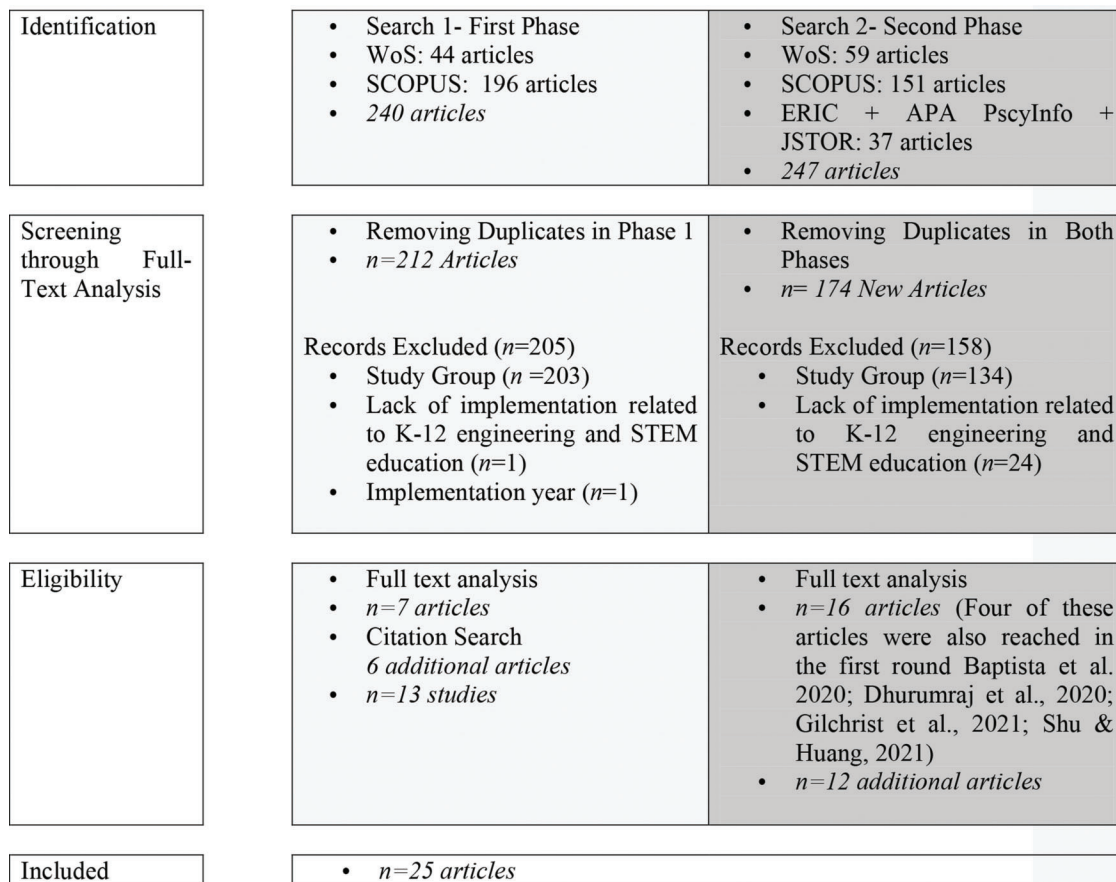 Identification
• Search 1- First Phase
• WoS: 44 articles
• SCOPUS: 196 articles
• 240 articles
• Search 2- Second Phase
• WoS: 59 articles
• SCOPUS: 151 articles
• ERIC + APA PscyInfo +
JSTOR: 37 articles
• 247 articles
Screening
through Full-
Text Analysis
• Removing Duplicates in Phase 1
• n=212 Articles
Records Excluded (n=205)
• Study Group (n =203)
• Lack of implementation related
to K-12 engineering and STEM
education (n=1)
• Implementation year (n=1)
• Removing Duplicates in Both
Phases
• n= 174 New Articles
Records Excluded (n=158)
• Study Group (n=134)
• Lack of implementation related
to K-12 engineering and
STEM education (n=24)
Eligibility
• Full text analysis
• n=7 articles
• Citation Search
6 additional articles
• n=13 studies
• Full text analysis
• n=16 articles (Four of these
articles were also reached in
the first round Baptista et al.
2020; Dhurumraj et al., 2020;
Gilchrist et al., 2021; Shu &
Huang, 2021)
• n=12 additional articles
Included
• n=25 articles